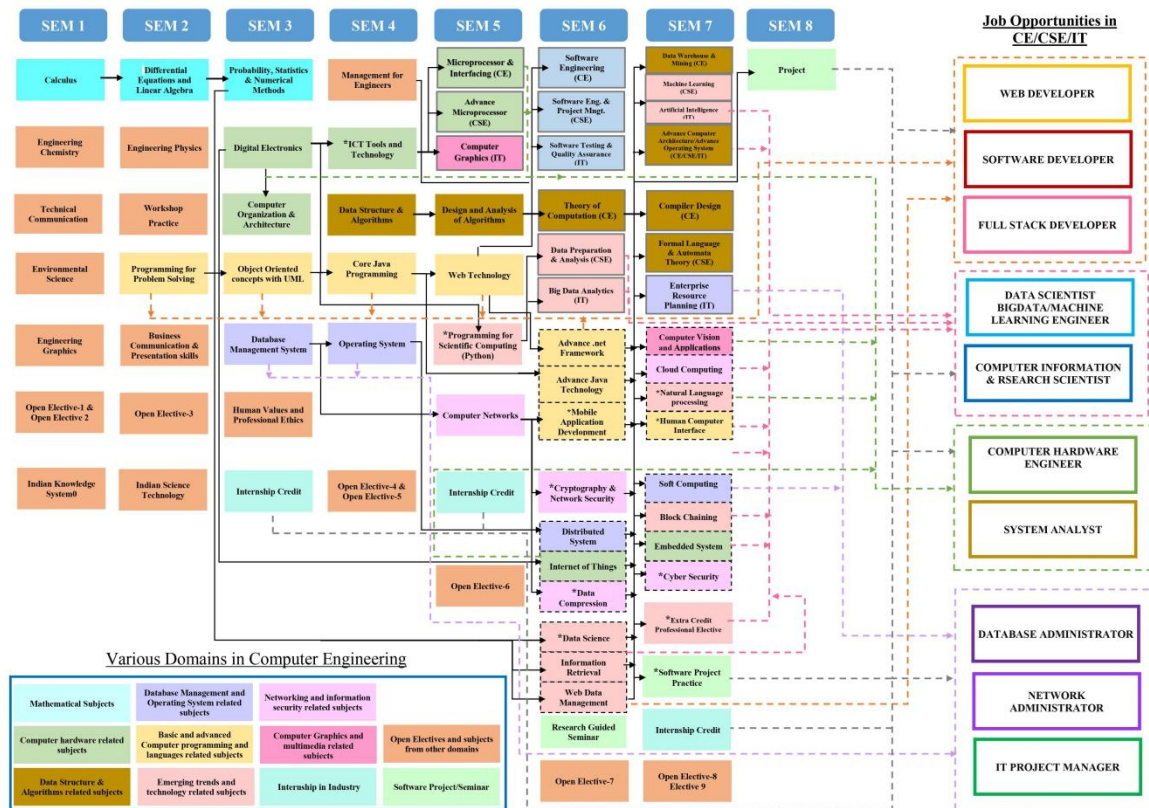 SEM 1
SEM 2
SEM 3
SEM 4
SEM 5
SEM 6
SEM 7
SEM 8
Job Opportunities in
CE/CSE/IT
Calculus
Differential
Equations and
Linear Algebra
Probability, Statistics
& Numerical
Methods
Management for
Engineers
Microprocessor &
Interfacing (CE)
Advance
Microprocessor
(CSE)
Computer
Graphics (IT)
Software
Engineering
(CE)
Software Eng. &
Project Mngt.
(CSE)
Software Testing &
Quality Assurance
(IT)
Data Warehouse &
Mining (CE)
Machine Learning
(CSE)
Artificial Intelligence
(IT)
Advance Computer
Architecture/Advance
Operating System
(CE/CSE/IT)
Project
Engineering
Chemistry
Engineering Physics
Digital Electronics
*ICT Tools and
Technology
Technical
Communication
Workshop
Practice
Computer
Organization &
Architecture
Data Structure &
Algorithms
Design and Analysis
of Algorithms
Theory of
Computation (CE)
Compiler Design
(CE)
Environmental
Science
Programming for
Problem Solving
Object Oriented
concepts with UML
Core Java
Programming
Web Technology
Data Preparation
& Analysis (CSE)
Big Data Analytics
(IT)
Formal Language
& Automata
Theory (CSE)
Enterprise
Resource
Planning (IT)
Engineering
Graphics
Business
Communication &
Presentation skills
Database
Management System
Operating System
*Programming for
Scientific Computing
(Python)
Advance .net
Framework
Advance Java
Technology
*Mobile
Application
Development
Computer Vision
and Applications
Cloud Computing
*Natural Language
processing
*Human Computer
Interface
Open Elective-1 &
Open Elective 2
Open Elective-3
Human Values and
Professional Ethics
Computer Networks
Indian Knowledge
System0
Indian Science
Technology
Internship Credit
Open Elective-4 &
Open Elective-5
Internship Credit
*Cryptography &
Network Security
Distributed
System
Internet of Things
*Data
Compression
Soft Computing
Block Chaining
Embedded System
*Cyber Security
Open Elective-6
*Data Science
Information
Retrieval
Web Data
Management
*Extra Credit
Professional Elective
*Software Project
Practice
Research Guided
Seminar
Internship Credit
Open Elective-7
Open Elective-8
Open Elective 9
WEB DEVELOPER
SOFTWARE DEVELOPER
FULL STACK DEVELOPER
DATA SCIENTIST
BIGDATA/MACHINE
LEARNING ENGINEER
COMPUTER INFORMATION
& RSEARCH SCIENTIST
COMPUTER HARDWARE
ENGINEER
SYSTEM ANALYST
DATABASE ADMINISTRATOR
NETWORK
ADMINISTRATOR
IT PROJECT MANAGER
Various Domains in Computer Engineering
Mathematical Subjects
Database Management and
Operating System related
subjects
Networking and information
security related subjects
Computer hardware related
subjects
Basic and advanced
Computer programming and
languages related subjects
Computer Graphics and
multimedia related
subjects
Open Electives and subjects
from other domains
Data Structure &
Algorithms related subjects
Emerging trends and
technology related subjects
Internship in Industry
Software Project/Seminar